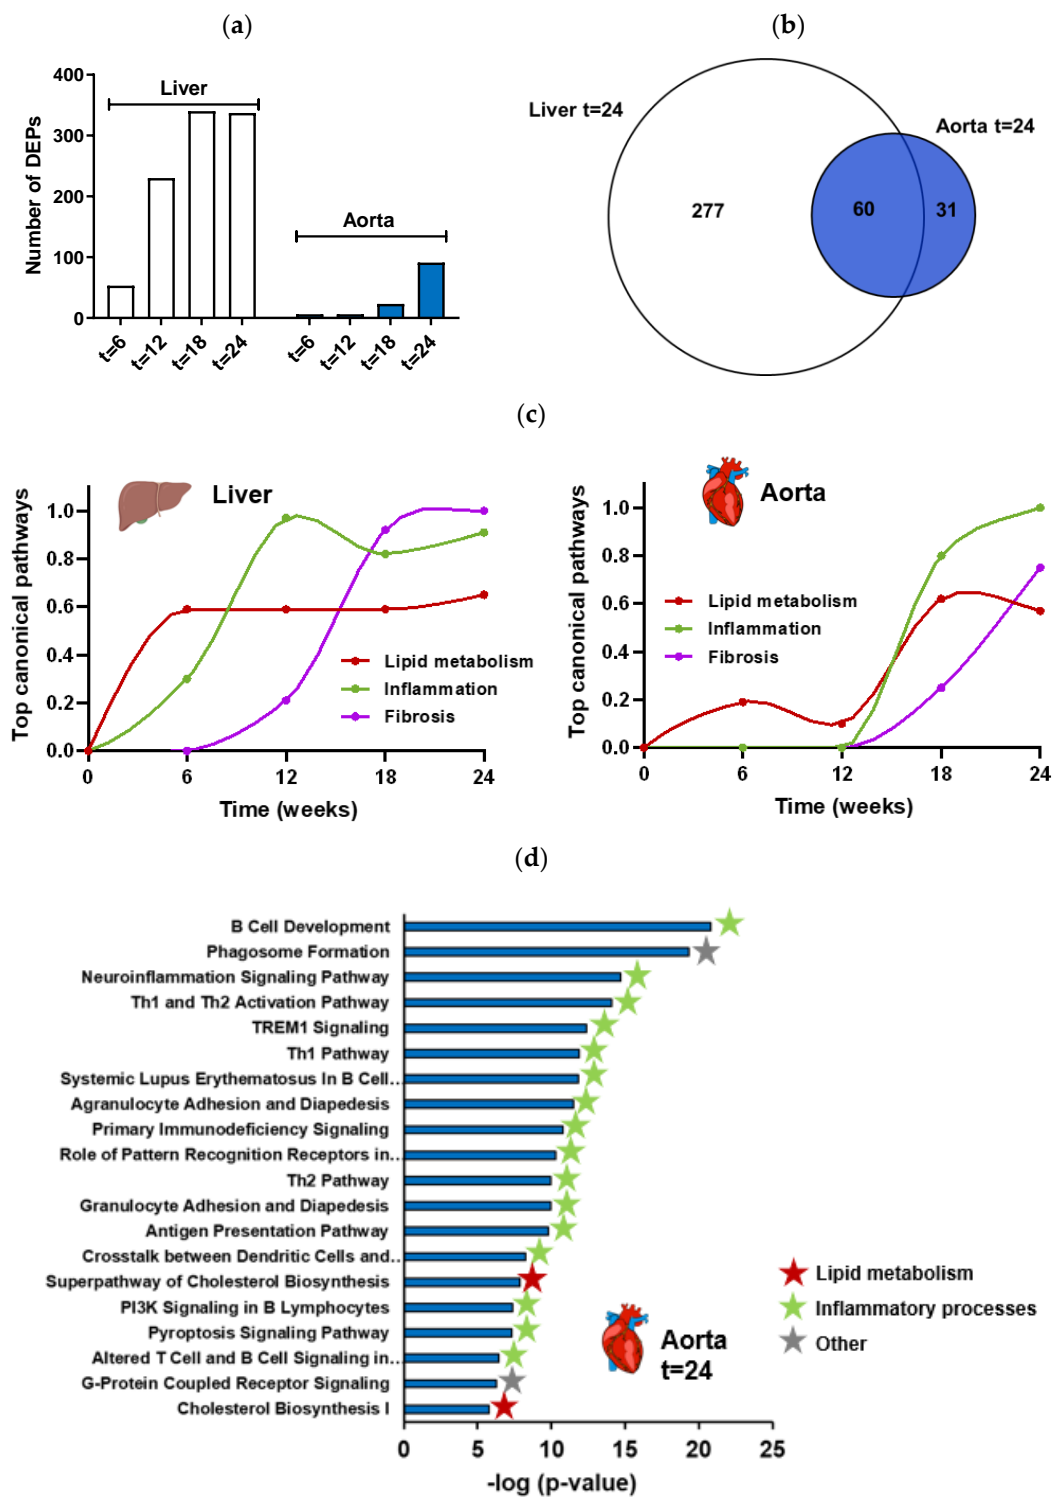 (a)
(b)
400
300
200
100
0
Number of DEPs
Liver
Aorta
t=6
t=12
t=18
t=24
t=6
t=12
t=18
t=24
Liver t=24
Aorta t=24
277
60
31
(c)
Liver
Top canonical pathways
1.0
0.8
0.6
0.4
0.2
0.0
Lipid metabolism
Inflammation
Fibrosis
0
6
12
18
24
Time (weeks)
Aorta
Top canonical pathways
1.0
0.8
0.6
0.4
0.2
0.0
Lipid metabolism
Inflammation
Fibrosis
0
6
12
18
24
Time (weeks)
(d)
B Cell Development
Phagosome Formation
Neuroinflammation Signaling Pathway
Th1 and Th2 Activation Pathway
TREM1 Signaling
Th1 Pathway
Systemic Lupus Erythematosus In B Cell..
Agranulocyte Adhesion and Diapedesis
Primary Immunodeficiency Signaling
Role of Pattern Recognition Receptors in..
Th2 Pathway
Granulocyte Adhesion and Diapedesis
Antigen Presentation Pathway
Crosstalk between Dendritic Cells and..
Superpathway of Cholesterol Biosynthesis
PI3K Signaling in B Lymphocytes
Pyroptosis Signaling Pathway
Altered T Cell and B Cell Signaling in..
G-Protein Coupled Receptor Signaling
Cholesterol Biosynthesis I
0
5
10
15
20
25
-log (p-value)
Aorta
t=24
Lipid metabolism
Inflammatory processes
Other